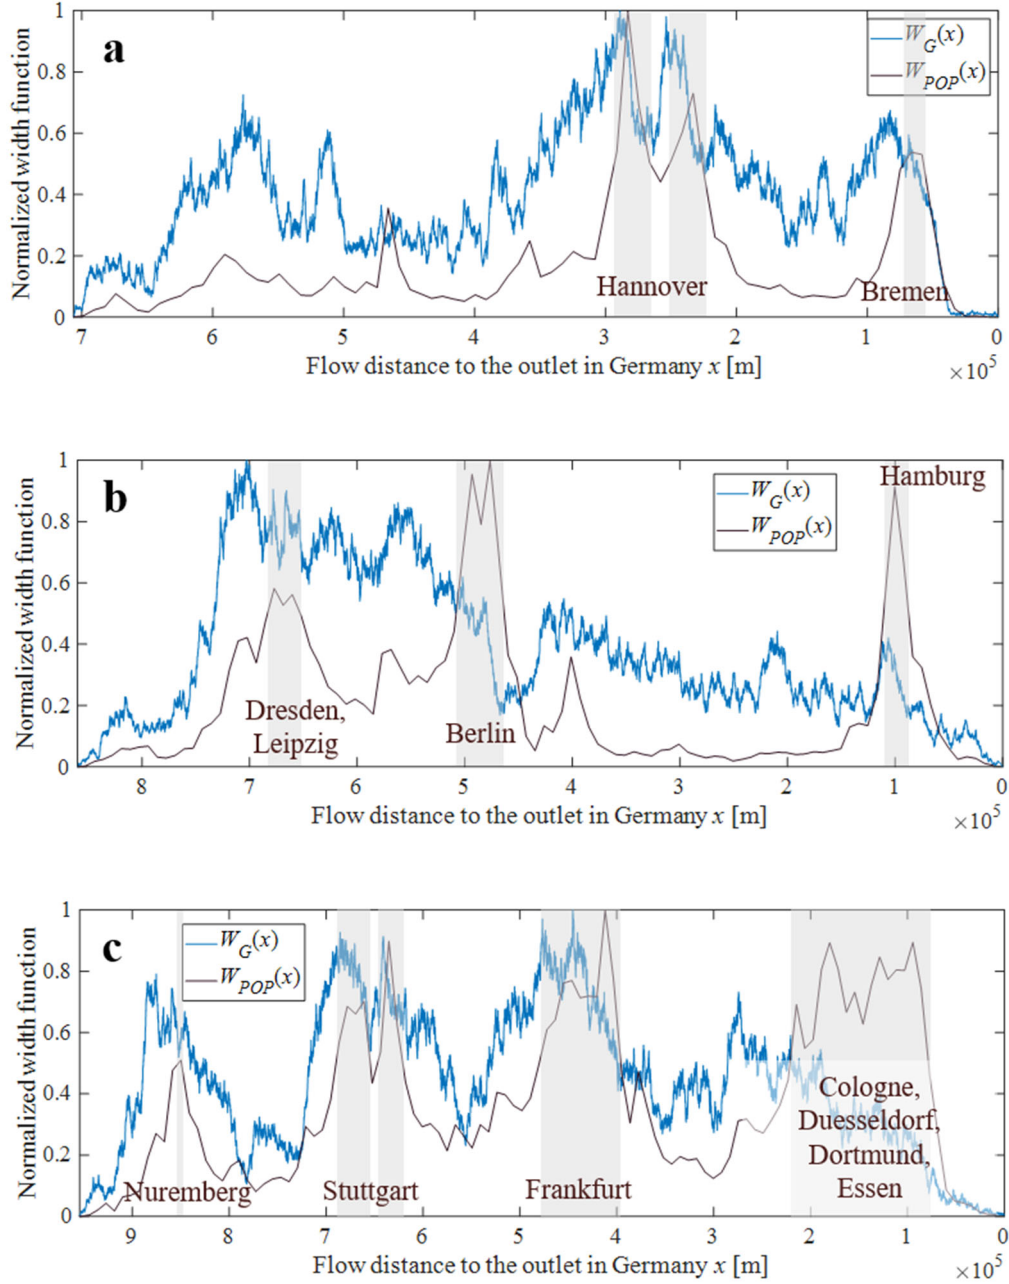 a
Normalized width function
1
0.8
0.6
0.4
0.2
0
W_G(x)
W_POP(x)
Hannover
Bremen
7 6 5 4 3 2 1 0
Flow distance to the outlet in Germany x [m]
×10^5
b
Normalized width function
1
0.8
0.6
0.4
0.2
0
W_G(x)
W_POP(x)
Hamburg
Dresden,
Leipzig
Berlin
8 7 6 5 4 3 2 1 0
Flow distance to the outlet in Germany x [m]
×10^5
c
Normalized width function
1
0.8
0.6
0.4
0.2
0
W_G(x)
W_POP(x)
Nuremberg
Stuttgart
Frankfurt
Cologne,
Duesseldorf,
Dortmund,
Essen
9 8 7 6 5 4 3 2 1 0
Flow distance to the outlet in Germany x [m]
×10^5